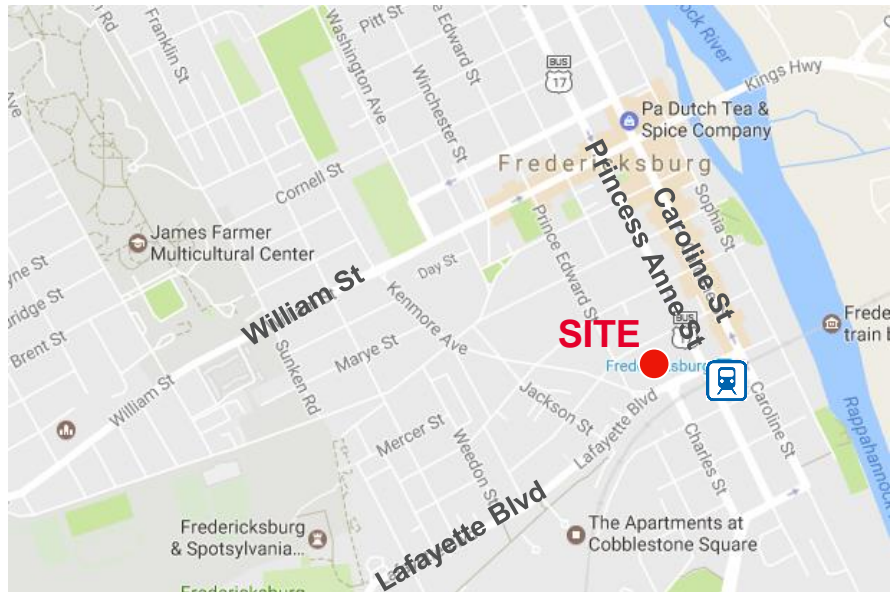 Pitt St
Franklin St
Washington Ave
Edward St
Winchester St
BUS
17
Rock River
Kings Hwy
Pa Dutch Tea &
Spice Company
Fredericksburg
Princess Anne St
Caroline St
Sophia St
Cornell St
James Farmer
Multicultural Center
Day St
Prince Edward St
William St
Kenmore Ave
Brent St
Marye St
Sunken Rd
BUS
SITE
Frede
train b
William St
Jackson St
Lafayette Blvd
Caroline St
Charles St
Rappahannock
Mercer St
Weedon St
Lafayette Blvd
Fredericksburg
& Spotsylvania...
The Apartments at
Cobblestone Square
Fredericksburg